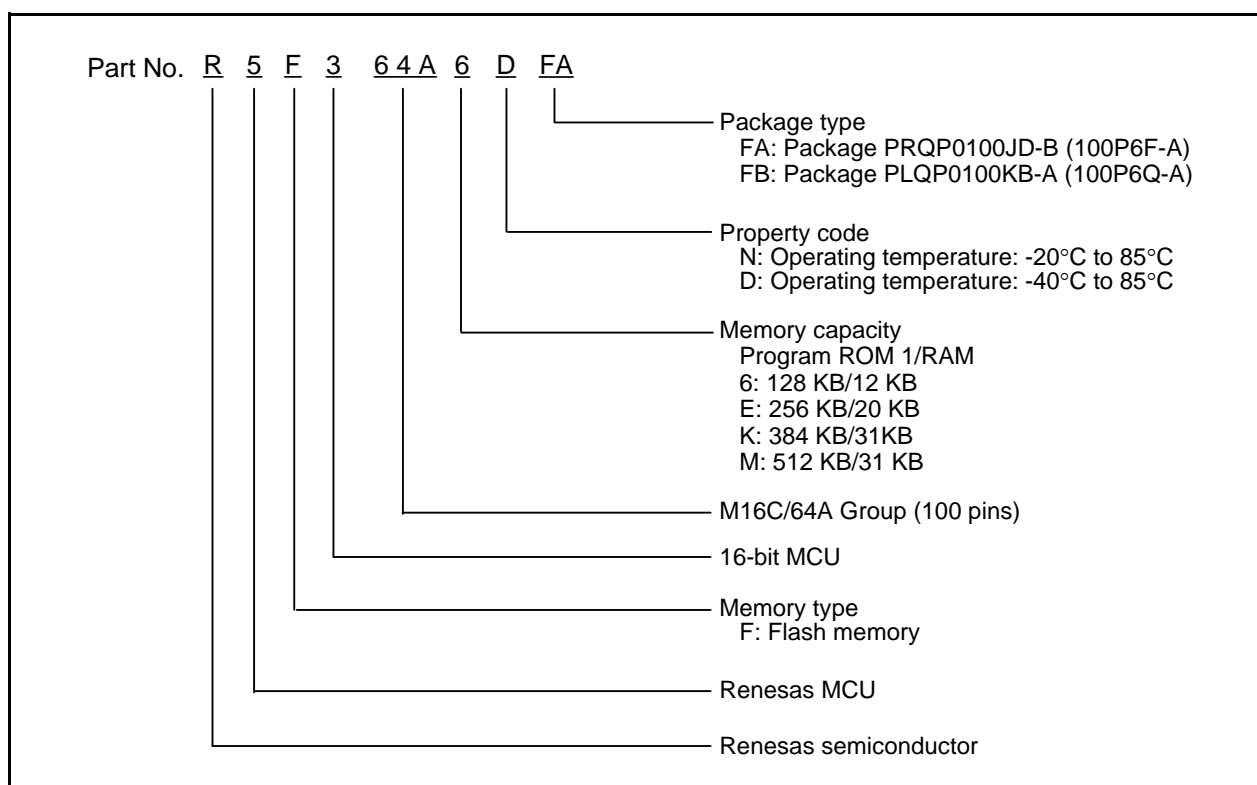 Part No. R 5 F 3 6 4 A 6 D FA
Package type
FA: Package PRQP0100JD-B (100P6F-A)
FB: Package PLQP0100KB-A (100P6Q-A)
Property code
N: Operating temperature: -20°C to 85°C
D: Operating temperature: -40°C to 85°C
Memory capacity
Program ROM 1/RAM
6: 128 KB/12 KB
E: 256 KB/20 KB
K: 384 KB/31KB
M: 512 KB/31 KB
M16C/64A Group (100 pins)
16-bit MCU
Memory type
F: Flash memory
Renesas MCU
Renesas semiconductor